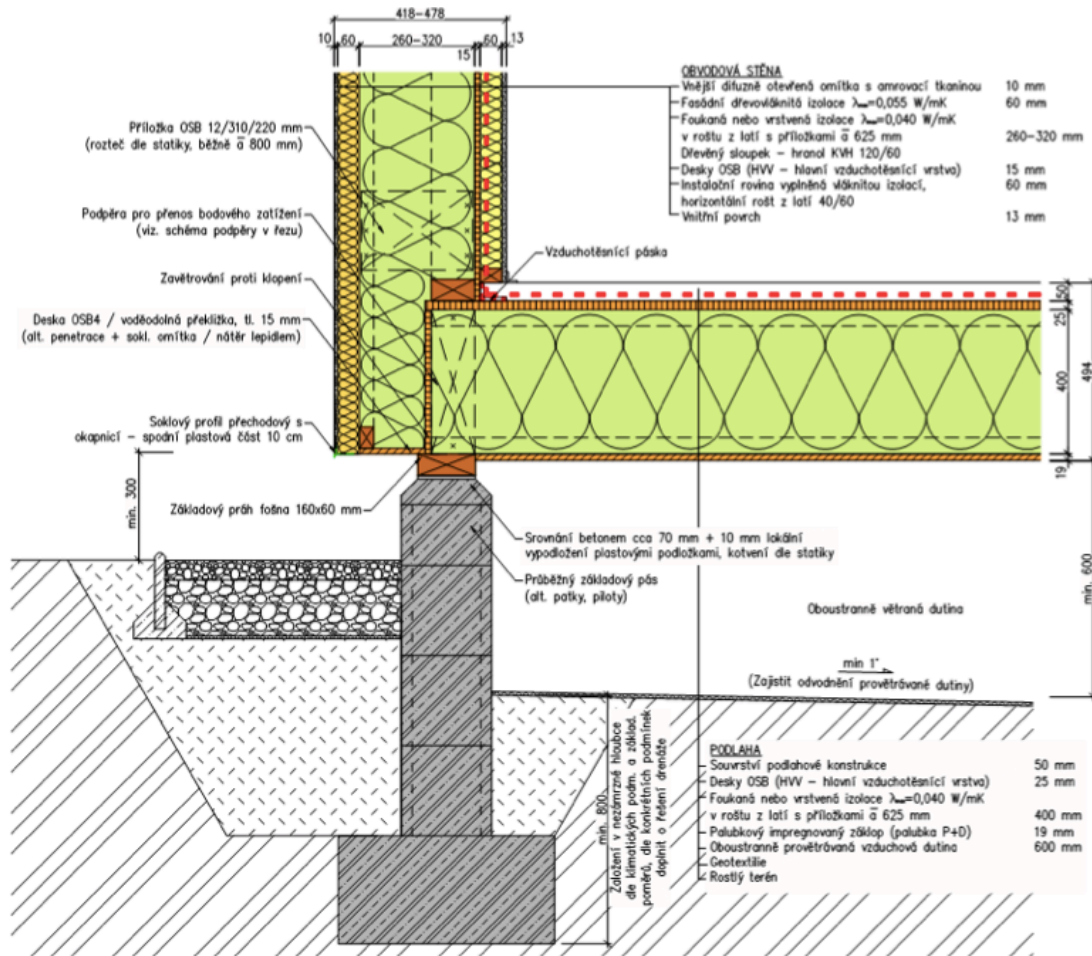 418-478
10 60 260-320 60 13
15
OBVODOVÁ STĚNA
Vnější difuzně otevřená omítka s amrovací tkaninou 10 mm
Fasádní dřevovláknitá izolace λ=0,055 W/mK 60 mm
Foukaná nebo vrstvená izolace λ=0,040 W/mK
v roštu z latí s příložkami ā 625 mm 260-320 mm
Dřevěný sloupek - hranol KVH 120/60
Desky OSB (HVV - hlavní vzduchotěsnící vrstva) 15 mm
Instalační rovina vyplněná vláknitou izolací, 60 mm
horizontální rošt z latí 40/60
Vnitřní povrch 13 mm
Příložka OSB 12/310/220 mm
(rozteč dle statiky, běžně ā 800 mm)
Podpěra pro přenos bodového zatížení
(viz. schéma podpěry v řezu)
Zavětrování proti klopení
Vzduchotěsnící páska
Deska OSB4 / voděodolná překližka, tl. 15 mm
(alt. penetrace + sokl. omítka / nátěr lepidlem)
Soklový profil přechodový s
okapnicí - spodní plastová část 10 cm
50
25
400
494
19
min. 300
min. 600
Základový práh fošna 160x60 mm
Srovnání betonem cca 70 mm + 10 mm lokální
vypodložení plastovými podložkami, kotvení dle statiky
Průběžný základový pás
(alt. patky, piloty)
Oboustranně větraná dutina
min 1°
(Zajistit odvodnění provětrávané dutiny)
min. 800
Založení v nezámrzné hloubce
dle klimatických podm. a základ.
poměrů, dle konkrétních podmínek
doplnit o řešení drenáže
PODLAHA
Souvrství podlahové konstrukce 50 mm
Desky OSB (HVV - hlavní vzduchotěsnící vrstva) 25 mm
Foukaná nebo vrstvená izolace λ=0,040 W/mK
v roštu z latí s příložkami ā 625 mm 400 mm
Palubkový impregnovaný záklop (palubka P+D) 19 mm
Oboustranně provětrávaná vzduchová dutina 600 mm
Geotextilie
Rostlý terén